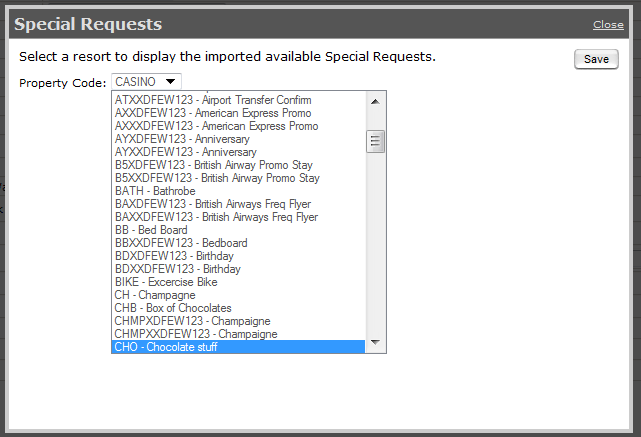 Special Requests
Close
Select a resort to display the imported available Special Requests.
Save
Property Code: CASINO
ATXXDFEW123 - Airport Transfer Confirm
AXXDFEW123 - American Express Promo
AXXXDFEW123 - American Express Promo
AYXDFEW123 - Anniversary
AYXXDFEW123 - Anniversary
B5XDFEW123 - British Airway Promo Stay
B5XXDFEW123 - British Airway Promo Stay
BATH - Bathrobe
BAXDFEW123 - British Airways Freq Flyer
BAXXDFEW123 - British Airways Freq Flyer
BB - Bed Board
BBXXDFEW123 - Bedboard
BDXDFEW123 - Birthday
BDXXDFEW123 - Birthday
BIKE - Excercise Bike
CH - Champagne
CHB - Box of Chocolates
CHMPXDFEW123 - Champaigne
CHMPXXDFEW123 - Champaigne
CHO - Chocolate stuff